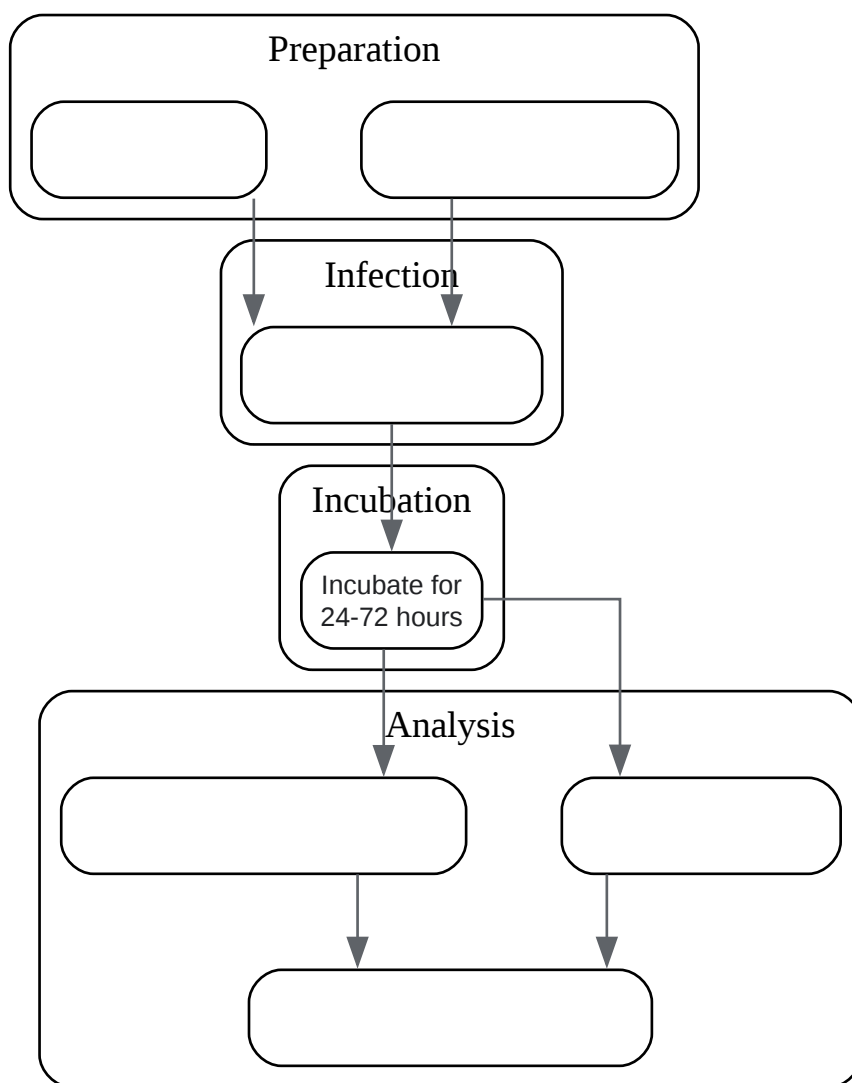 Preparation
Infection
Incubation
Incubate for
24-72 hours
Analysis